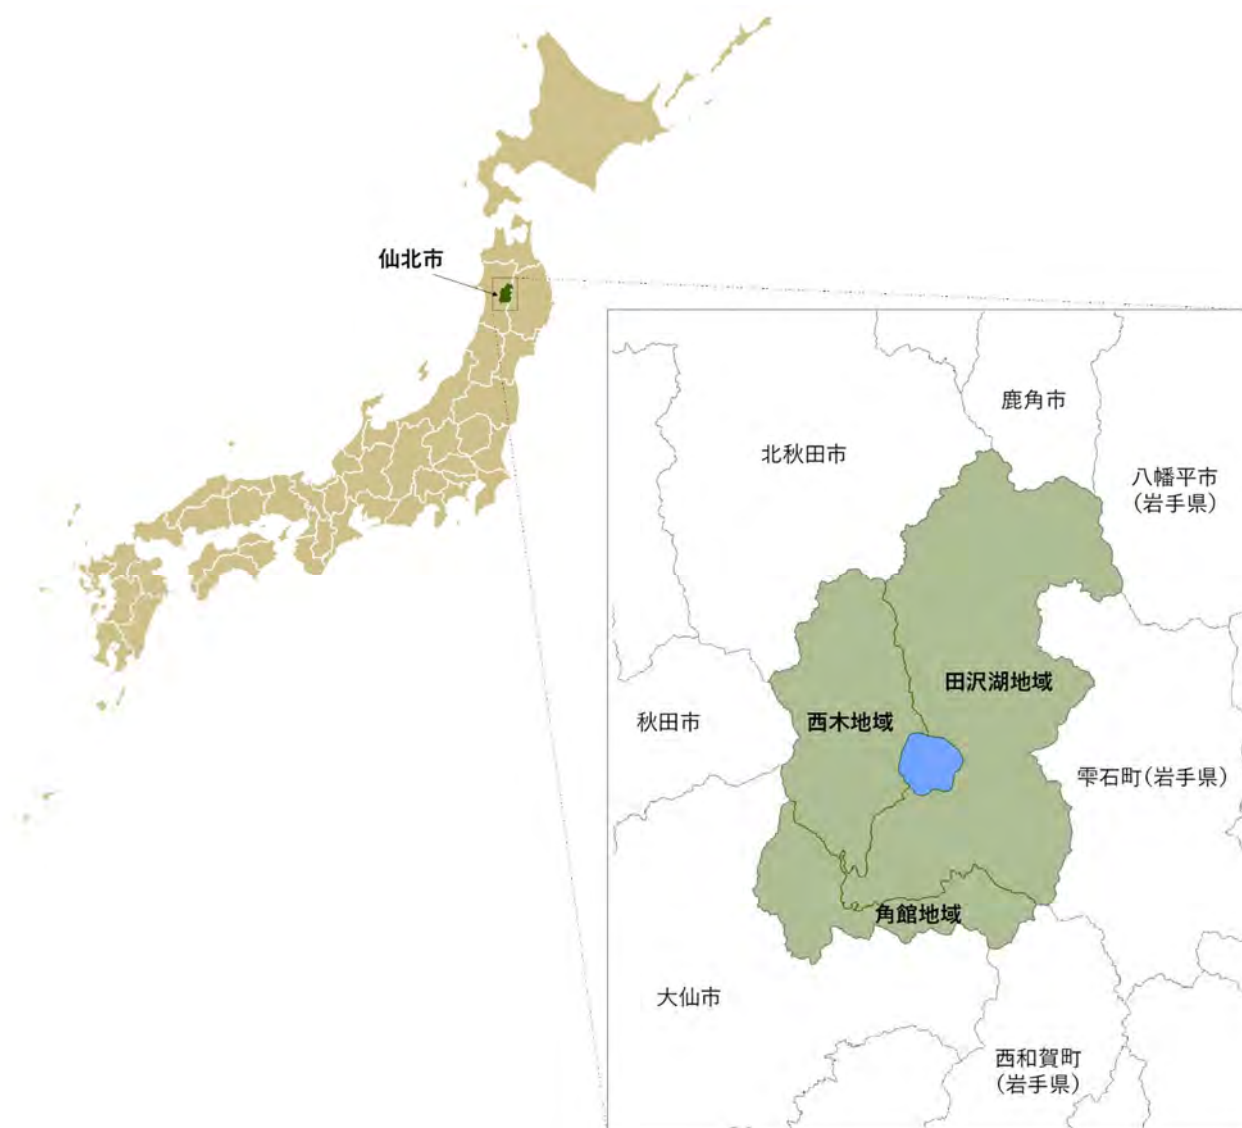 仙北市
鹿角市
北秋田市
八幡平市
(岩手県)
田沢湖地域
西木地域
秋田市
雫石町(岩手県)
角館地域
大仙市
西和賀町
(岩手県)